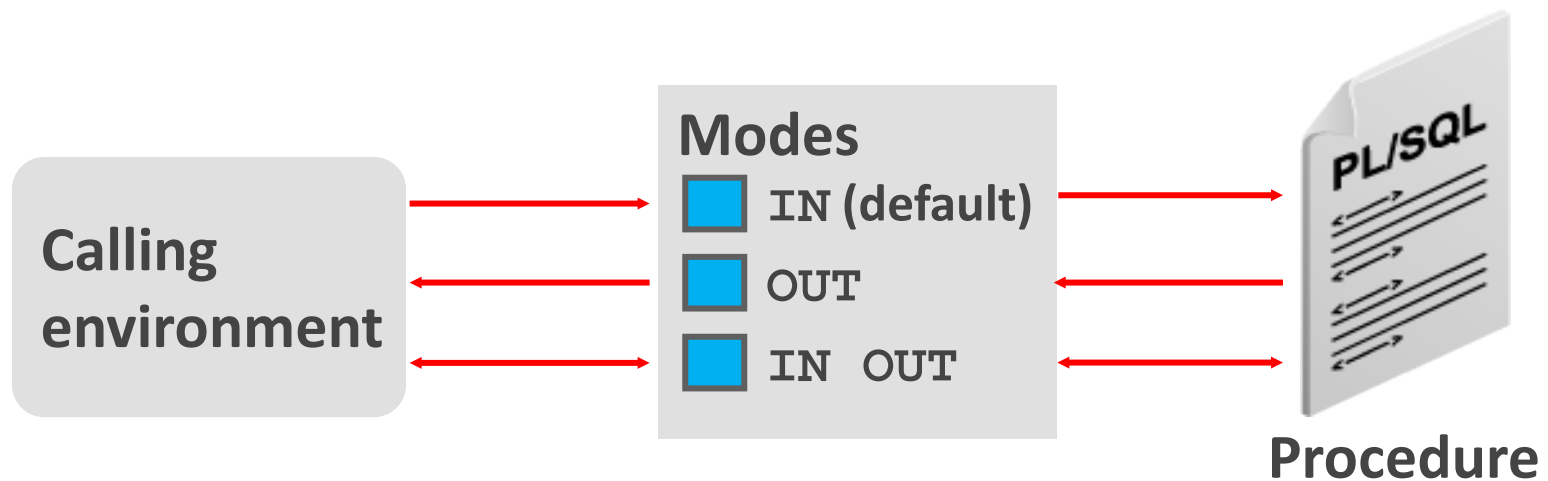 Calling
environment
Modes
IN (default)
OUT
IN OUT
PL/SQL
Procedure